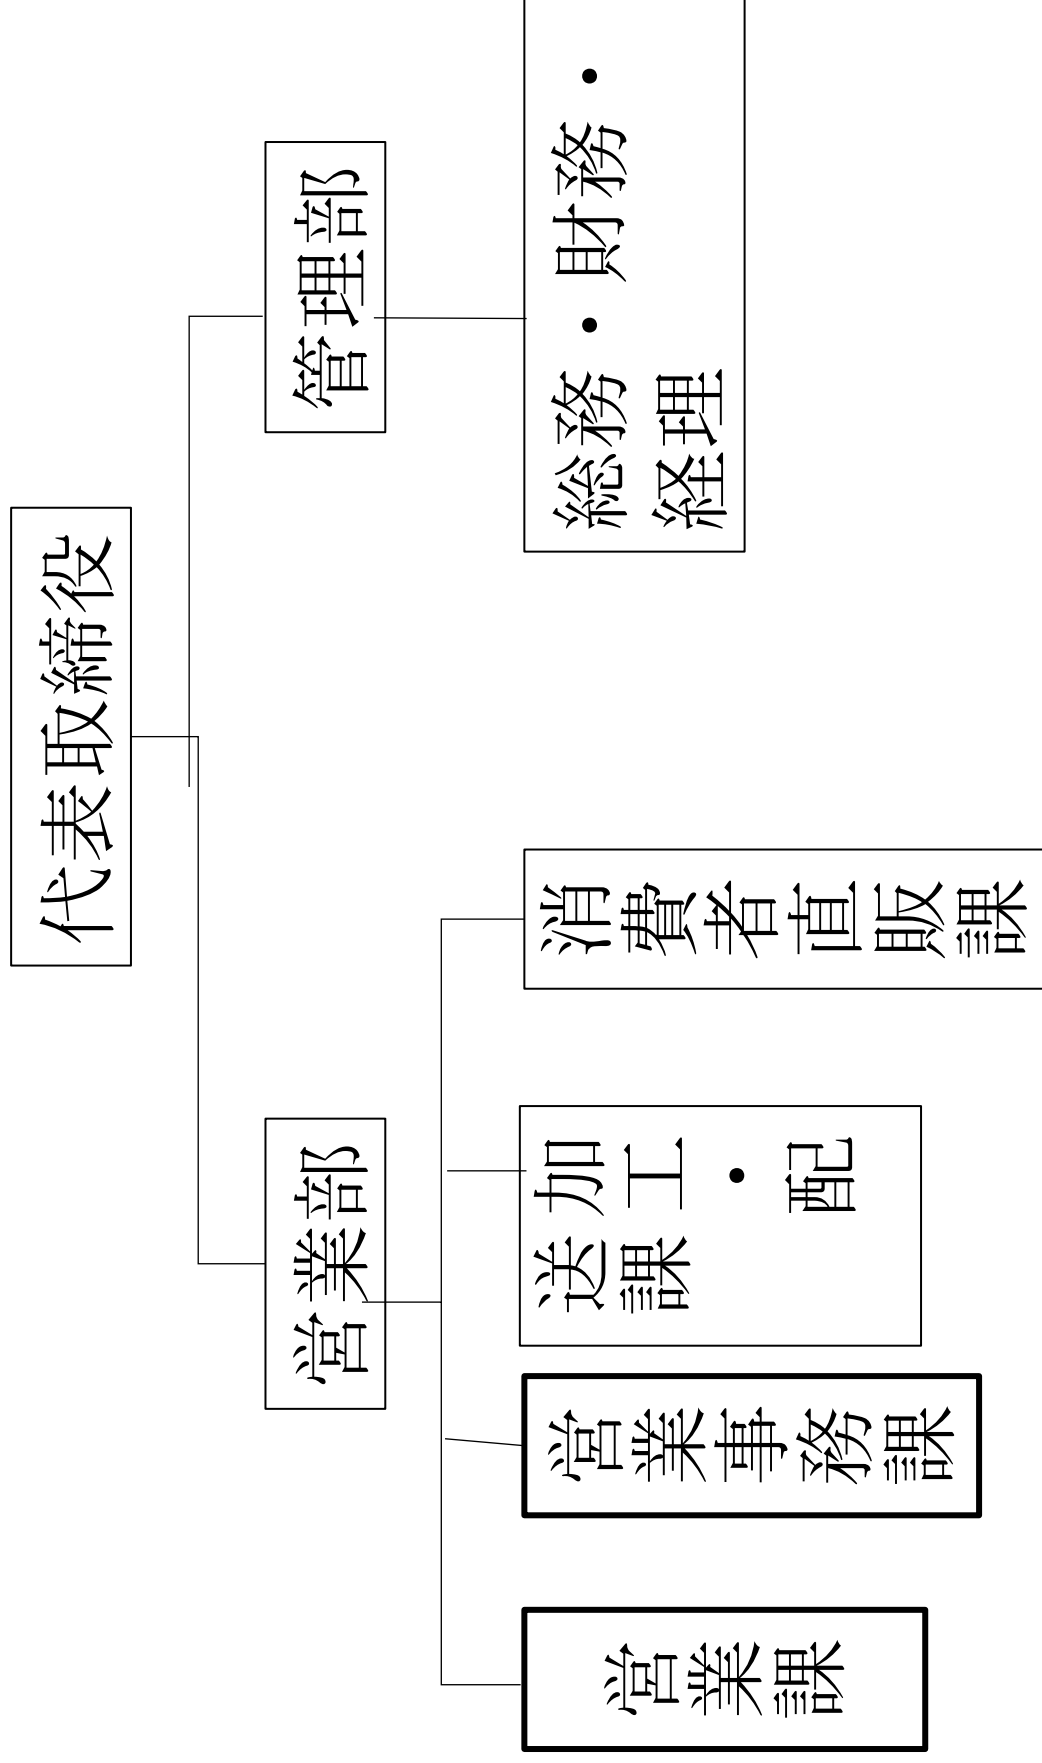 代表取締役
営業部
管理部
営業課
営業事務課
加工・配
送課
消費者直販課
総務・財務・
経理